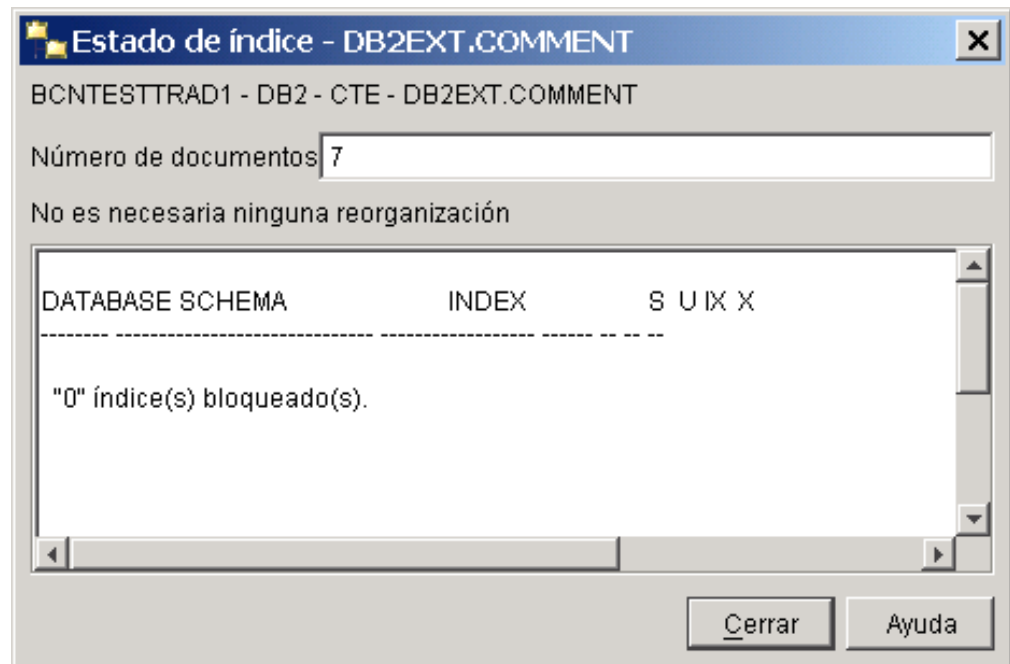 Estado de índice - DB2EXT.COMMENT
BCNTESTTRAD1 - DB2 - CTE - DB2EXT.COMMENT
Número de documentos 7
No es necesaria ninguna reorganización
DATABASE SCHEMA INDEX S U IX X
-------- ------------------------------ ------------------ ------ -- -- --
"0" índice(s) bloqueado(s).
Cerrar Ayuda